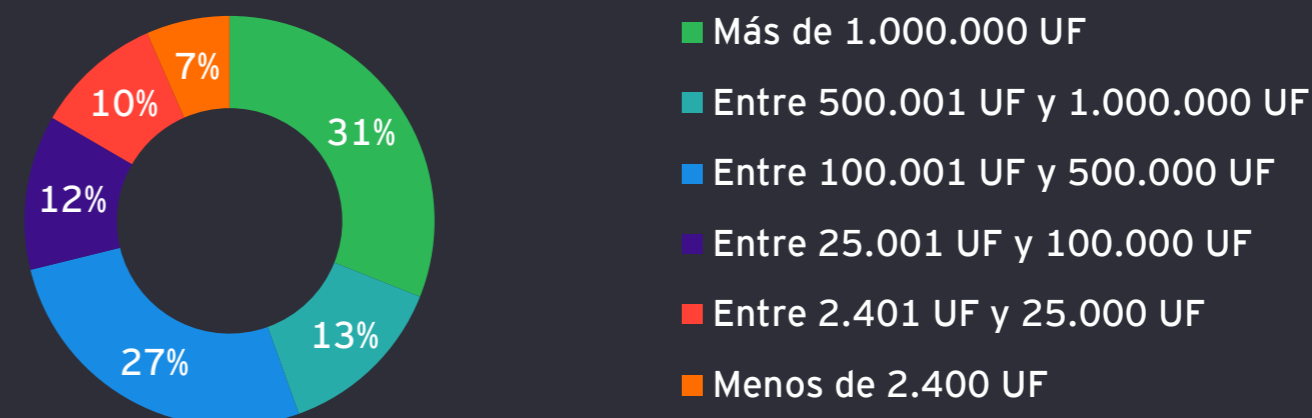 31%
13%
27%
12%
10%
7%
Más de 1.000.000 UF
Entre 500.001 UF y 1.000.000 UF
Entre 100.001 UF y 500.000 UF
Entre 25.001 UF y 100.000 UF
Entre 2.401 UF y 25.000 UF
Menos de 2.400 UF